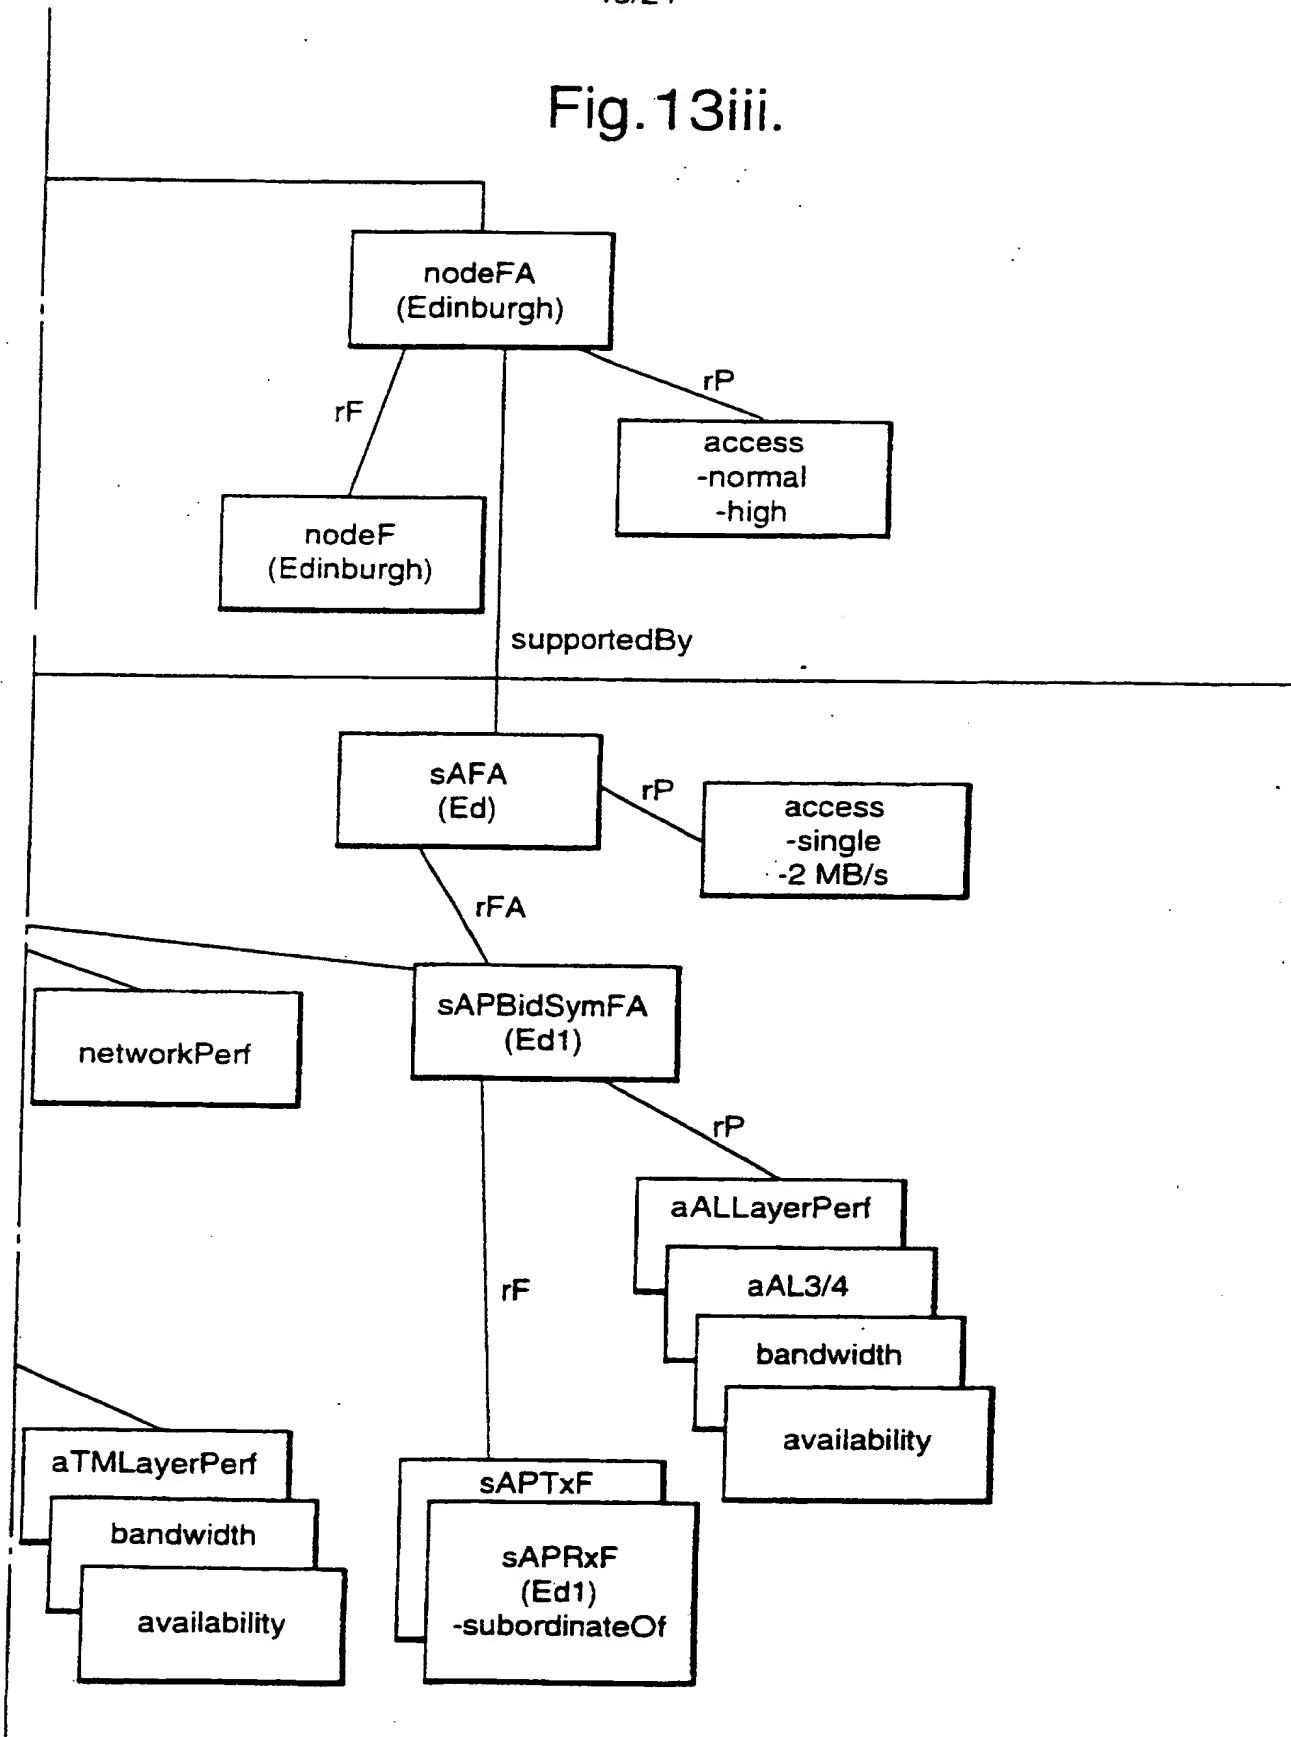 Fig.13iii.
nodeFA
(Edinburgh)
rP
rF
access
-normal
-high
nodeF
(Edinburgh)
supportedBy
sAFA
(Ed)
rP
access
-single
-2 MB/s
rFA
sAPBidSymFA
(Ed1)
networkPerf
rP
aALLayerPerf
aAL3/4
rF
bandwidth
availability
aTMLayerPerf
sAPTxF
bandwidth
sAPRxF
(Ed1)
-subordinateOf
availability